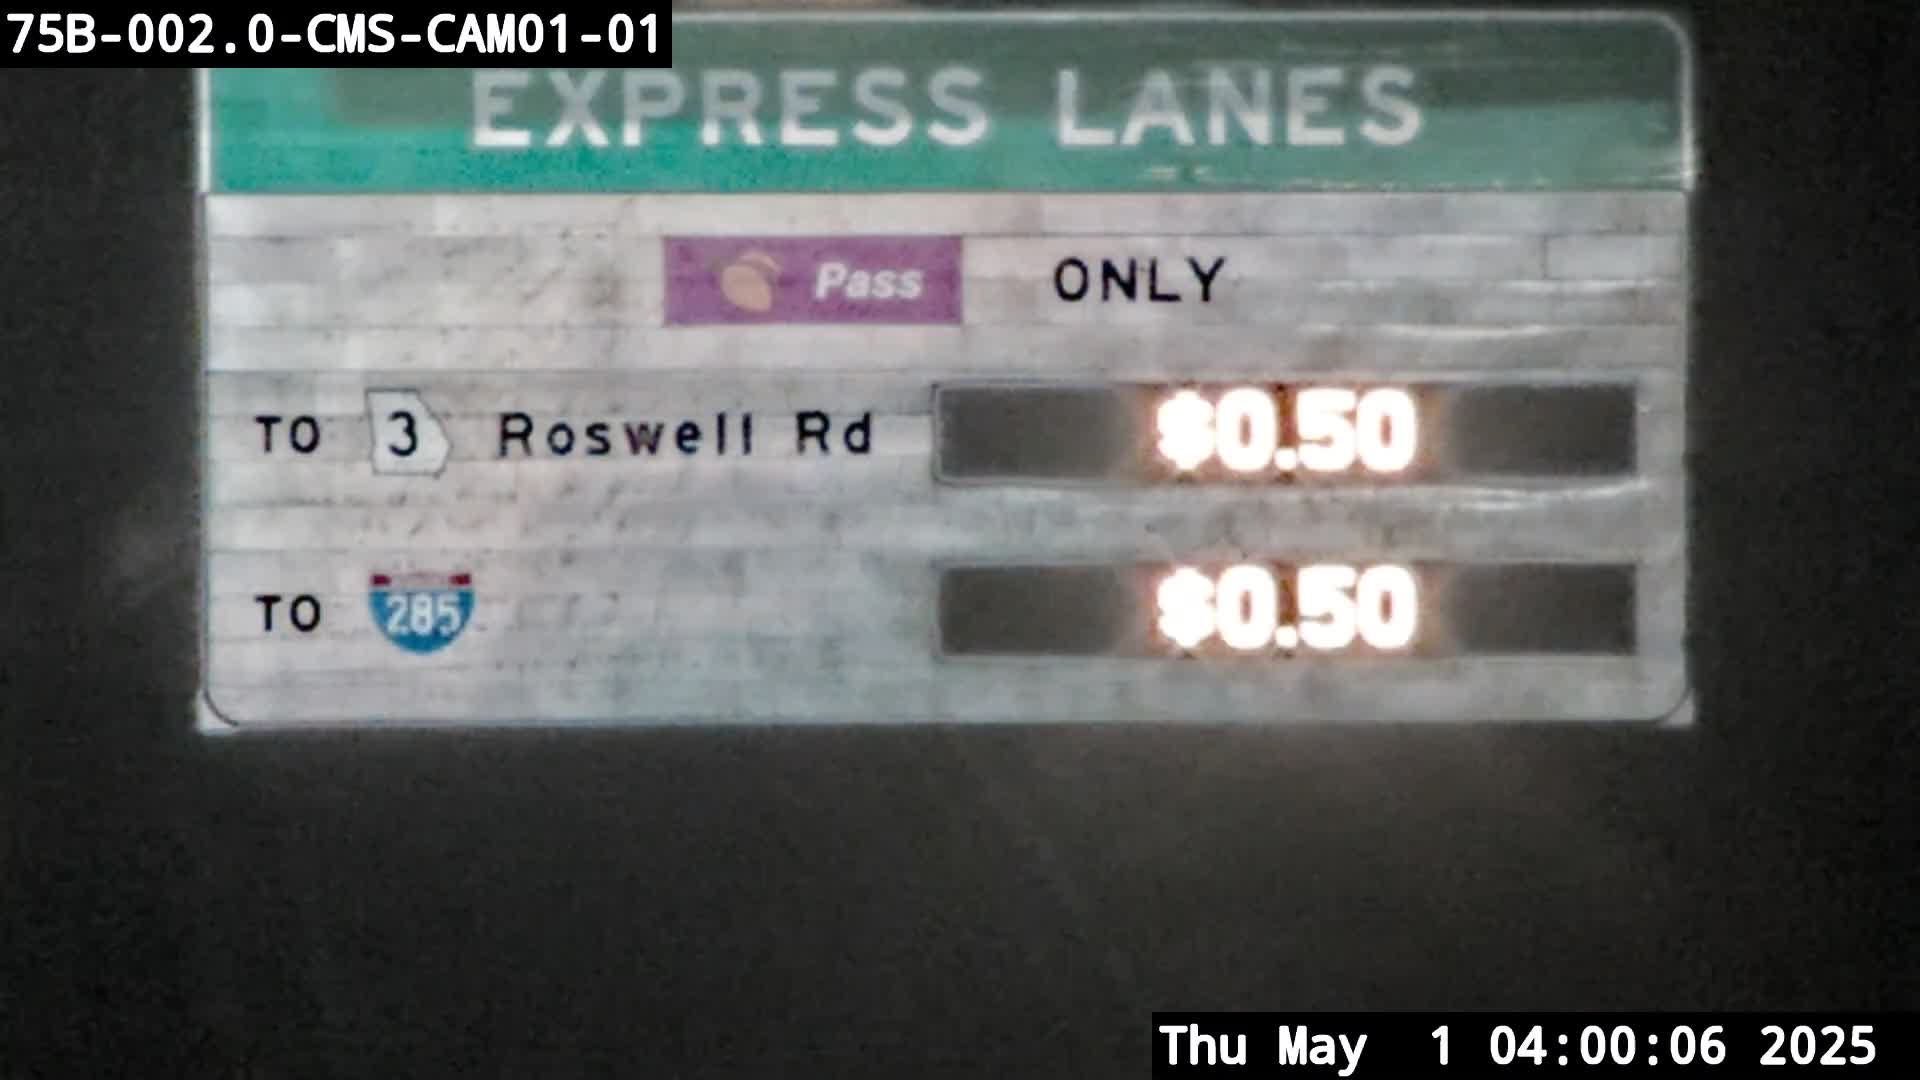 75B-002.0-CMS-CAM01-01
EXPRESS LANES
Pass ONLY
TO 3 Roswell Rd $0.50
TO 285 $0.50
Thu May 1 04:00:06 2025